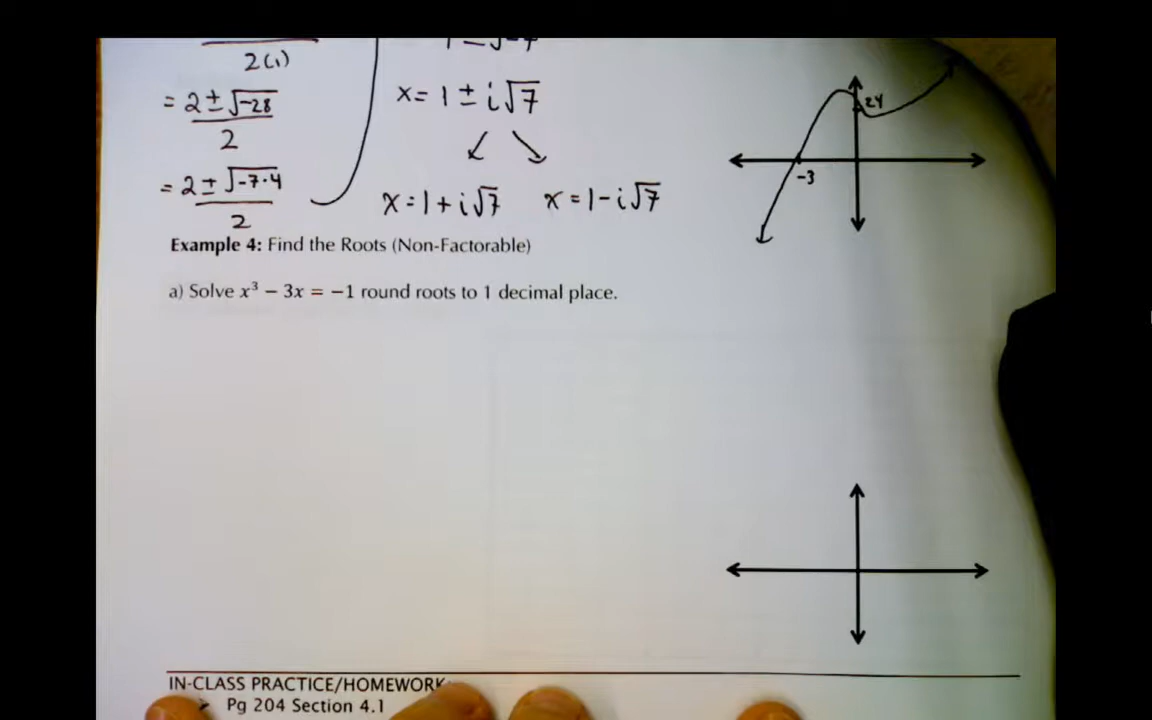 2(1)
= 2 ± √-28
2
= 2 ± √-7·4
2
x = 1 ± i√7
x = 1 + i√7 x = 1 - i√7
24
-3
Example 4: Find the Roots (Non-Factorable)
a) Solve x³ − 3x = −1 round roots to 1 decimal place.
IN-CLASS PRACTICE/HOMEWORK
➢ Pg 204 Section 4.1